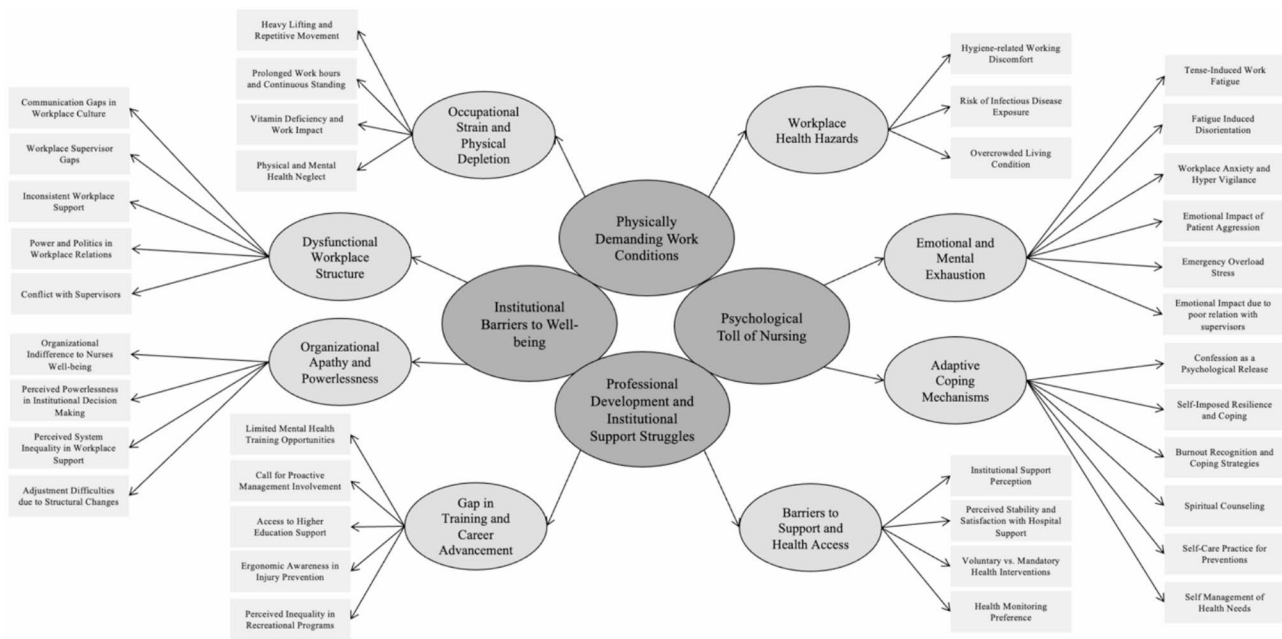 Heavy Lifting and
Repetitive Movement
Prolonged Work hours
and Continuous Standing
Vitamin Deficiency and
Work Impact
Physical and Mental
Health Neglect
Occupational
Strain and
Physical
Depletion
Communication Gaps in
Workplace Culture
Workplace Supervisor
Gaps
Inconsistent Workplace
Support
Power and Politics in
Workplace Relations
Conflict with Supervisors
Dysfunctional
Workplace
Structure
Organizational
Indifference to Nurses
Well-being
Perceived Powerlessness
in Institutional Decision
Making
Perceived System
Inequality in Workplace
Support
Adjustment Difficulties
due to Structural Changes
Organizational
Apathy and
Powerlessness
Limited Mental Health
Training Opportunities
Call for Proactive
Management Involvement
Access to Higher
Education Support
Ergonomic Awareness in
Injury Prevention
Perceived Inequality in
Recreational Programs
Gap in
Training and
Career
Advancement
Physically
Demanding Work
Conditions
Institutional
Barriers to Well-
being
Psychological
Toll of Nursing
Professional
Development and
Institutional
Support Struggles
Workplace
Health Hazards
Hygiene-related Working
Discomfort
Risk of Infectious Disease
Exposure
Overcrowded Living
Condition
Emotional and
Mental
Exhaustion
Tense-Induced Work
Fatigue
Fatigue Induced
Disorientation
Workplace Anxiety and
Hyper Vigilance
Emotional Impact of
Patient Aggression
Emergency Overload
Stress
Emotional Impact due to
poor relation with
supervisors
Adaptive
Coping
Mechanisms
Confession as a
Psychological Release
Self-Imposed Resilience
and Coping
Burnout Recognition and
Coping Strategies
Spiritual Counseling
Self-Care Practice for
Preventions
Self Management of
Health Needs
Barriers to
Support and
Health Access
Institutional Support
Perception
Perceived Stability and
Satisfaction with Hospital
Support
Voluntary vs. Mandatory
Health Interventions
Health Monitoring
Preference